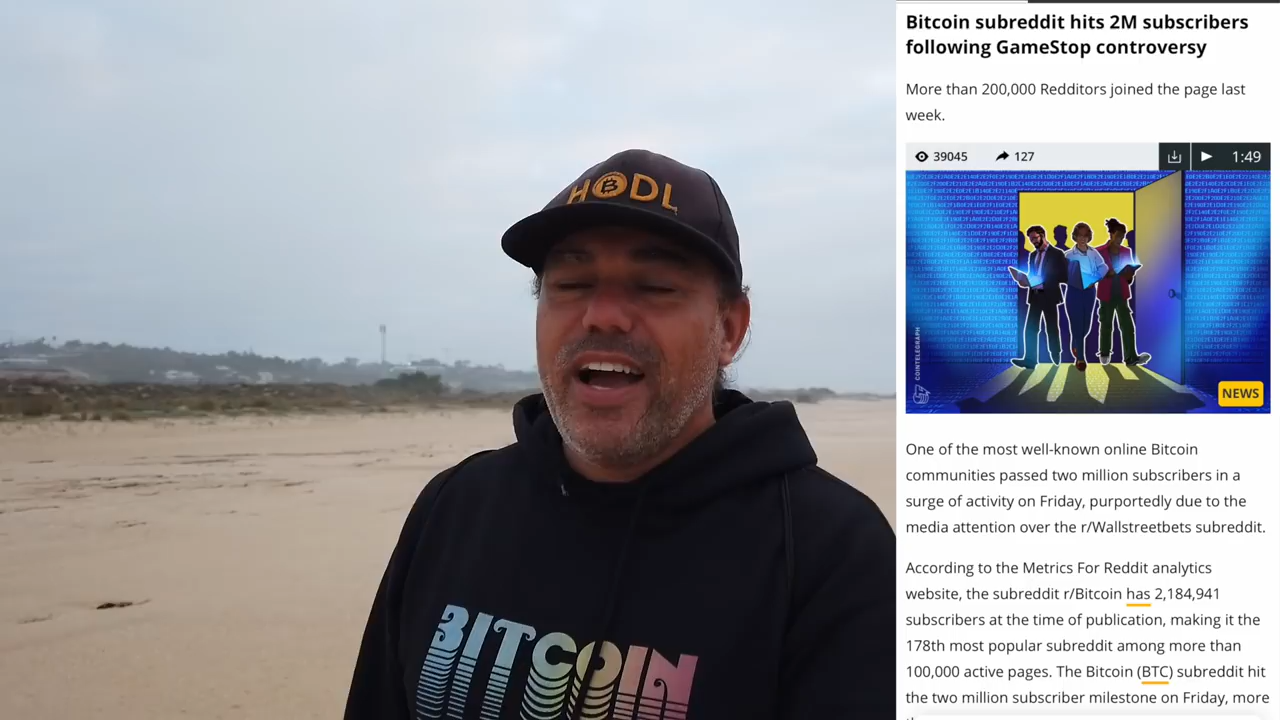 HODL
BITCOIN
Bitcoin subreddit hits 2M subscribers
following GameStop controversy
More than 200,000 Redditors joined the page last
week.
39045
127
1:49
COINTELEGRAPH
NEWS
One of the most well-known online Bitcoin
communities passed two million subscribers in a
surge of activity on Friday, purportedly due to the
media attention over the r/Wallstreetbets subreddit.
According to the Metrics For Reddit analytics
website, the subreddit r/Bitcoin has 2,184,941
subscribers at the time of publication, making it the
178th most popular subreddit among more than
100,000 active pages. The Bitcoin (BTC) subreddit hit
the two million subscriber milestone on Friday, more